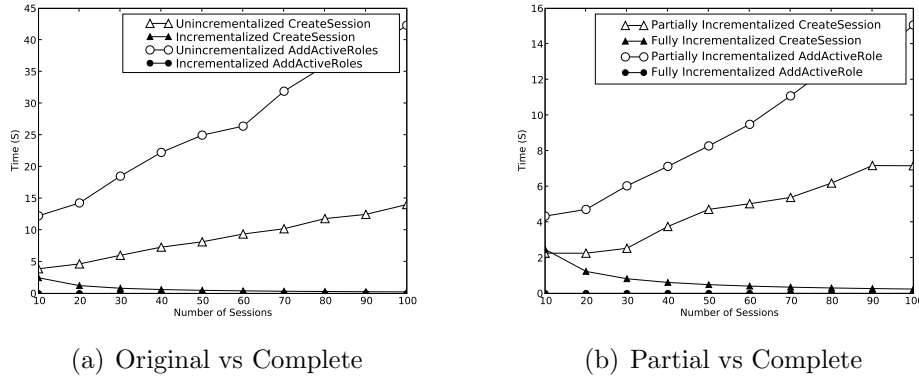 45
40
35
30
25
20
15
10
5
0
Time (S)
Unincrementalized CreateSession
Incrementalized CreateSession
Unincrementalized AddActiveRoles
Incrementalized AddActiveRoles
10 20 30 40 50 60 70 80 90 100
Number of Sessions
(a) Original vs Complete
16
14
12
10
8
6
4
2
0
Time (S)
Partially Incrementalized CreateSession
Fully Incrementalized CreateSession
Partially Incrementalized AddActiveRole
Fully Incrementalized AddActiveRole
10 20 30 40 50 60 70 80 90 100
Number of Sessions
(b) Partial vs Complete